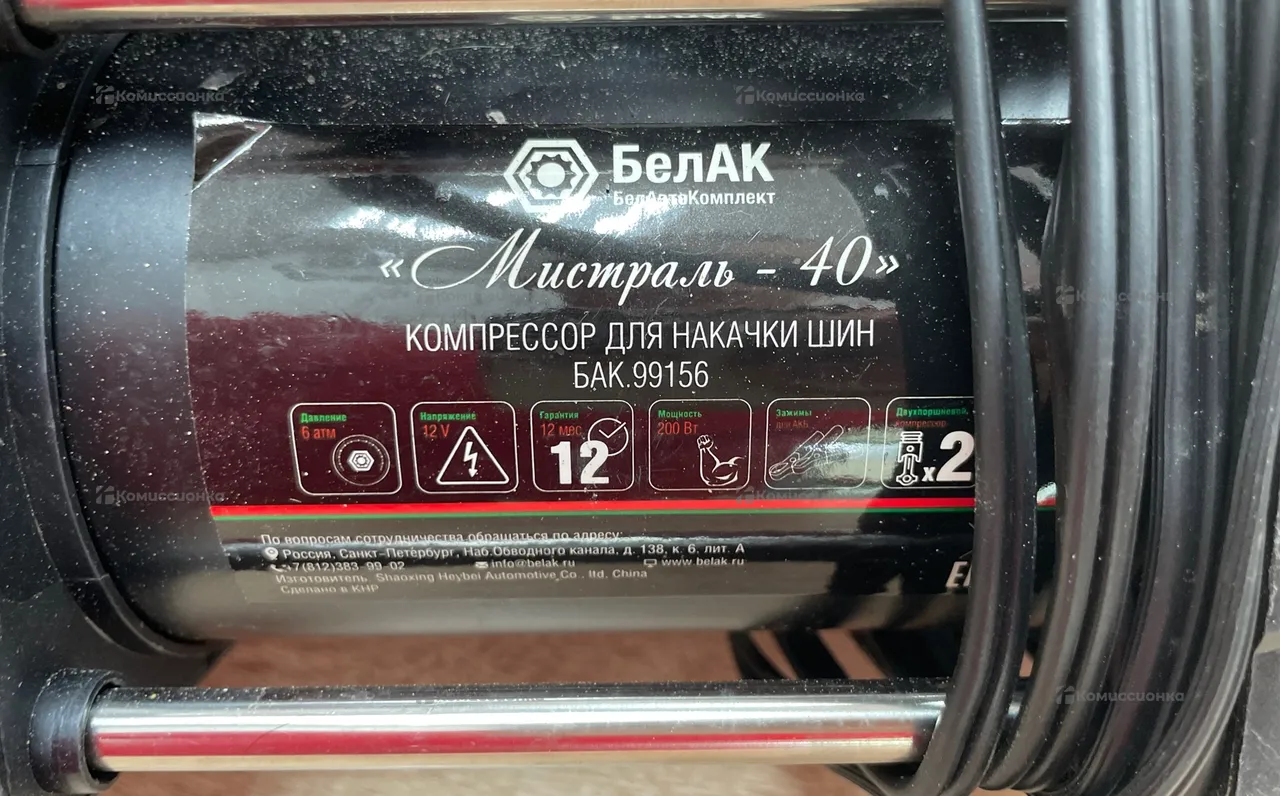 БелАК
БелАвтоКомплект
«Мистраль - 40»
КОМПРЕССОР ДЛЯ НАКАЧКИ ШИН
БАК.99156
Давление
6 атм
Напряжение
12 V
Гарантия
12 мес
12
Мощность
200 Вт
Зажимы
для АКБ
Двухпоршневой,
компрессор
x2
По вопросам сотрудничества обращаться по адресу
Россия, Санкт-Петербург, Наб.Обводного канала, д. 138, к. 6. лит. А
+7(812)383 99 02 info@belak.ru www.belak.ru
Изготовитель Shaoxing Heybei Automotive Co., ltd. China
Сделано в КНР
Комиссионка
Комиссионка
Комиссионка
Комиссионка
Комиссионка
Комиссионка